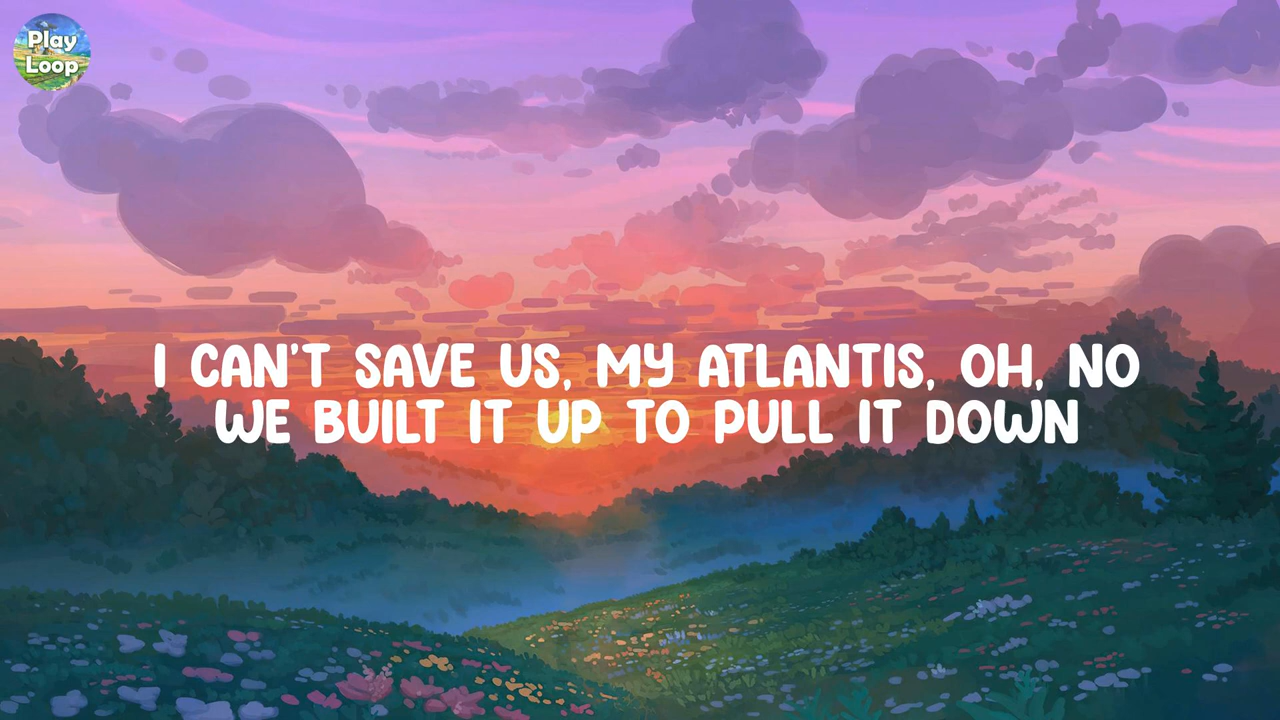 Play
Loop
I CAN'T SAVE US, MY ATLANTIS, OH, NO
WE BUILT IT UP TO PULL IT DOWN